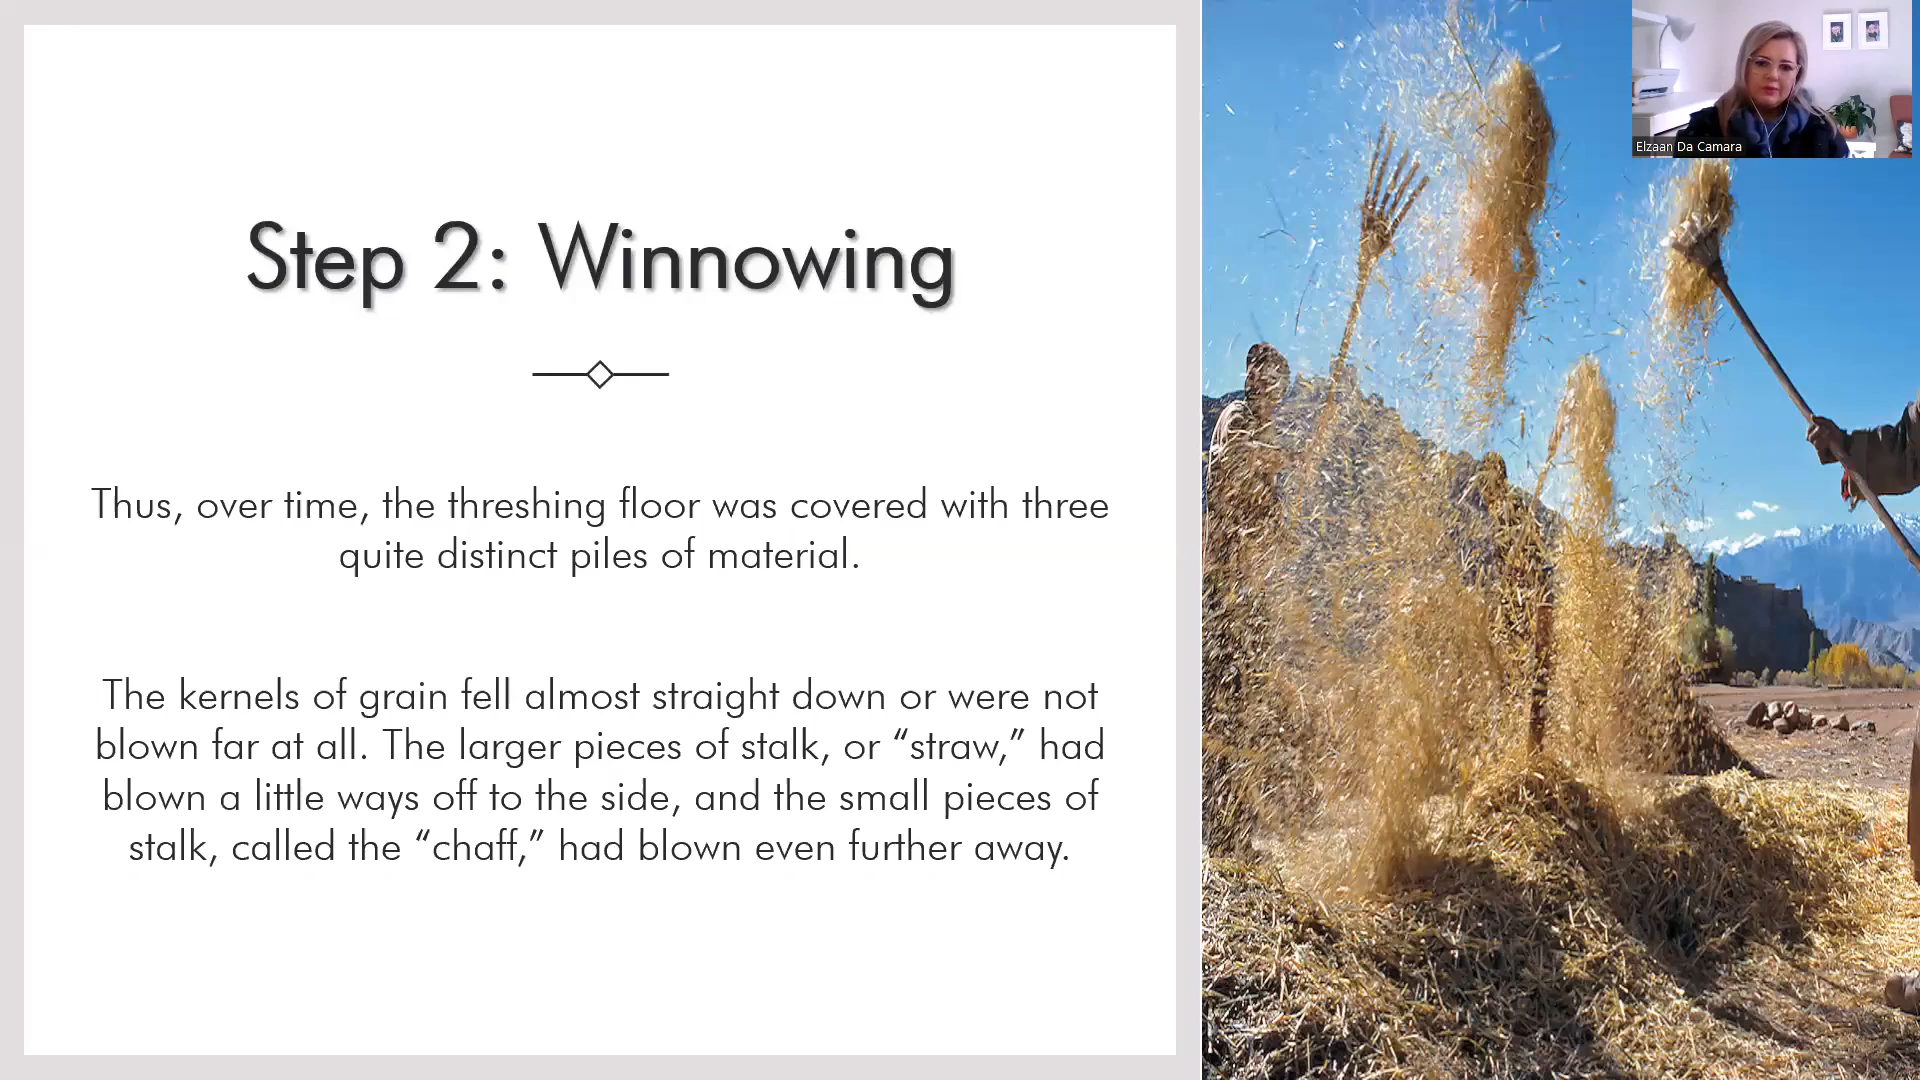 Step 2: Winnowing
Thus, over time, the threshing floor was covered with three
quite distinct piles of material.
The kernels of grain fell almost straight down or were not
blown far at all. The larger pieces of stalk, or “straw,” had
blown a little ways off to the side, and the small pieces of
stalk, called the “chaff,” had blown even further away.
Elzaan Da Camara